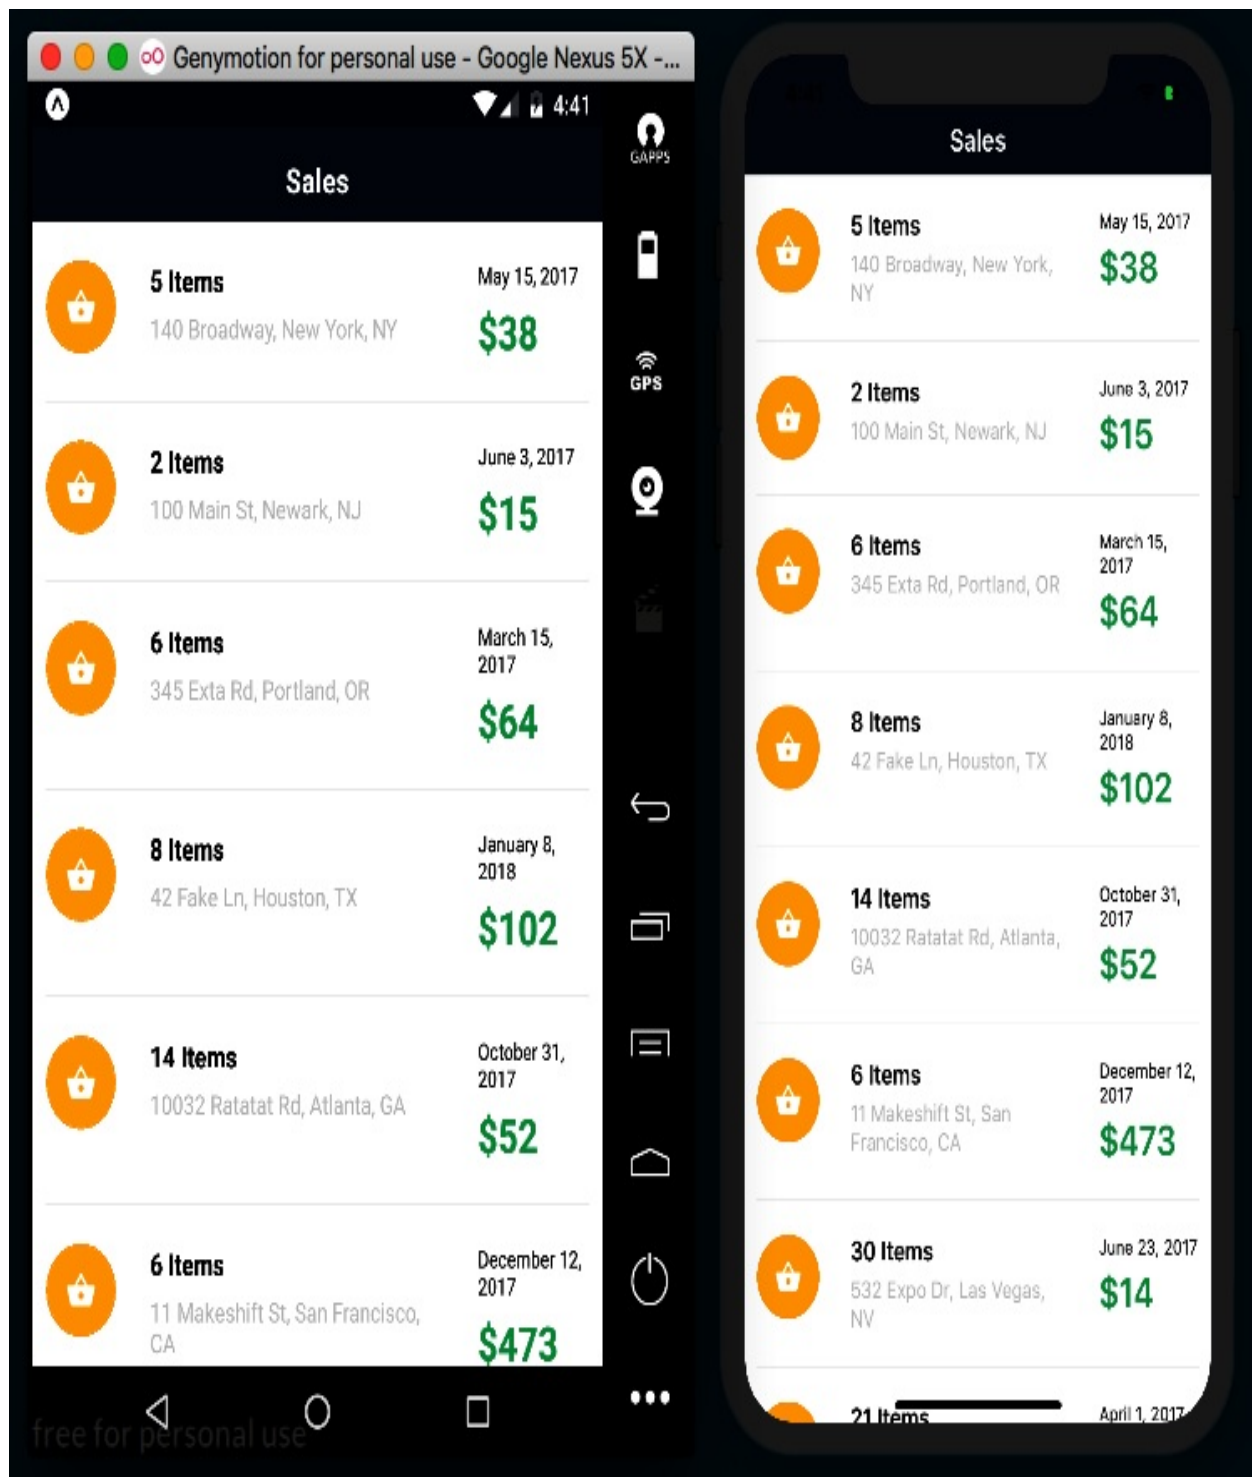 Genymotion for personal use - Google Nexus 5X -...
4:41
Sales
5 Items
140 Broadway, New York, NY
May 15, 2017
$38
2 Items
100 Main St, Newark, NJ
June 3, 2017
$15
6 Items
345 Exta Rd, Portland, OR
March 15,
2017
$64
8 Items
42 Fake Ln, Houston, TX
January 8,
2018
$102
14 Items
10032 Ratatat Rd, Atlanta, GA
October 31,
2017
$52
6 Items
11 Makeshift St, San Francisco,
CA
December 12,
2017
$473
free for personal use
GAPPS
GPS
Sales
5 Items
140 Broadway, New York,
NY
May 15, 2017
$38
2 Items
100 Main St, Newark, NJ
June 3, 2017
$15
6 Items
345 Exta Rd, Portland, OR
March 15,
2017
$64
8 Items
42 Fake Ln, Houston, TX
January 8,
2018
$102
14 Items
10032 Ratatat Rd, Atlanta,
GA
October 31,
2017
$52
6 Items
11 Makeshift St, San
Francisco, CA
December 12,
2017
$473
30 Items
532 Expo Dr, Las Vegas,
NV
June 23, 2017
$14
21 Items
April 1, 2017